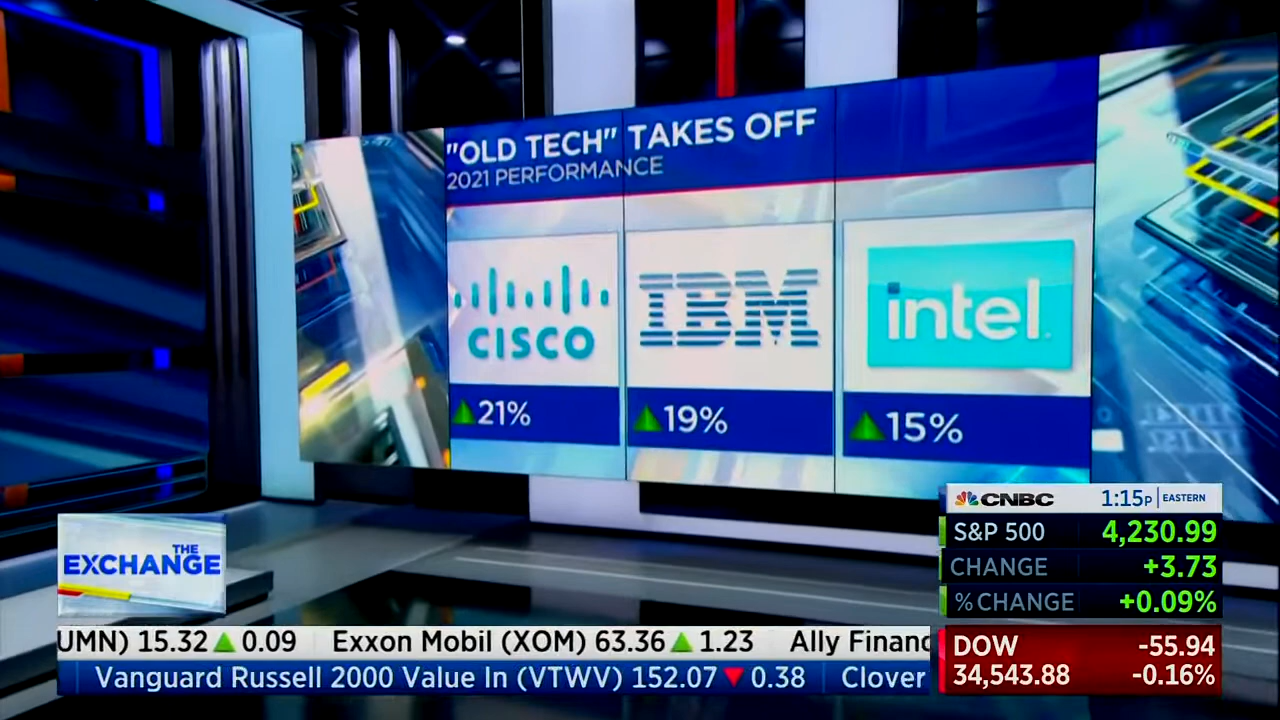 "OLD TECH" TAKES OFF
2021 PERFORMANCE
CISCO
IBM
intel.
21%
19%
15%
CNBC 1:15P EASTERN
S&P 500 4,230.99
CHANGE +3.73
% CHANGE +0.09%
DOW -55.94
34,543.88 -0.16%
THE
EXCHANGE
UMN) 15.32 ▲ 0.09 Exxon Mobil (XOM) 63.36 ▲ 1.23 Ally Financ
Vanguard Russell 2000 Value In (VTWV) 152.07 ▼ 0.38 Clover